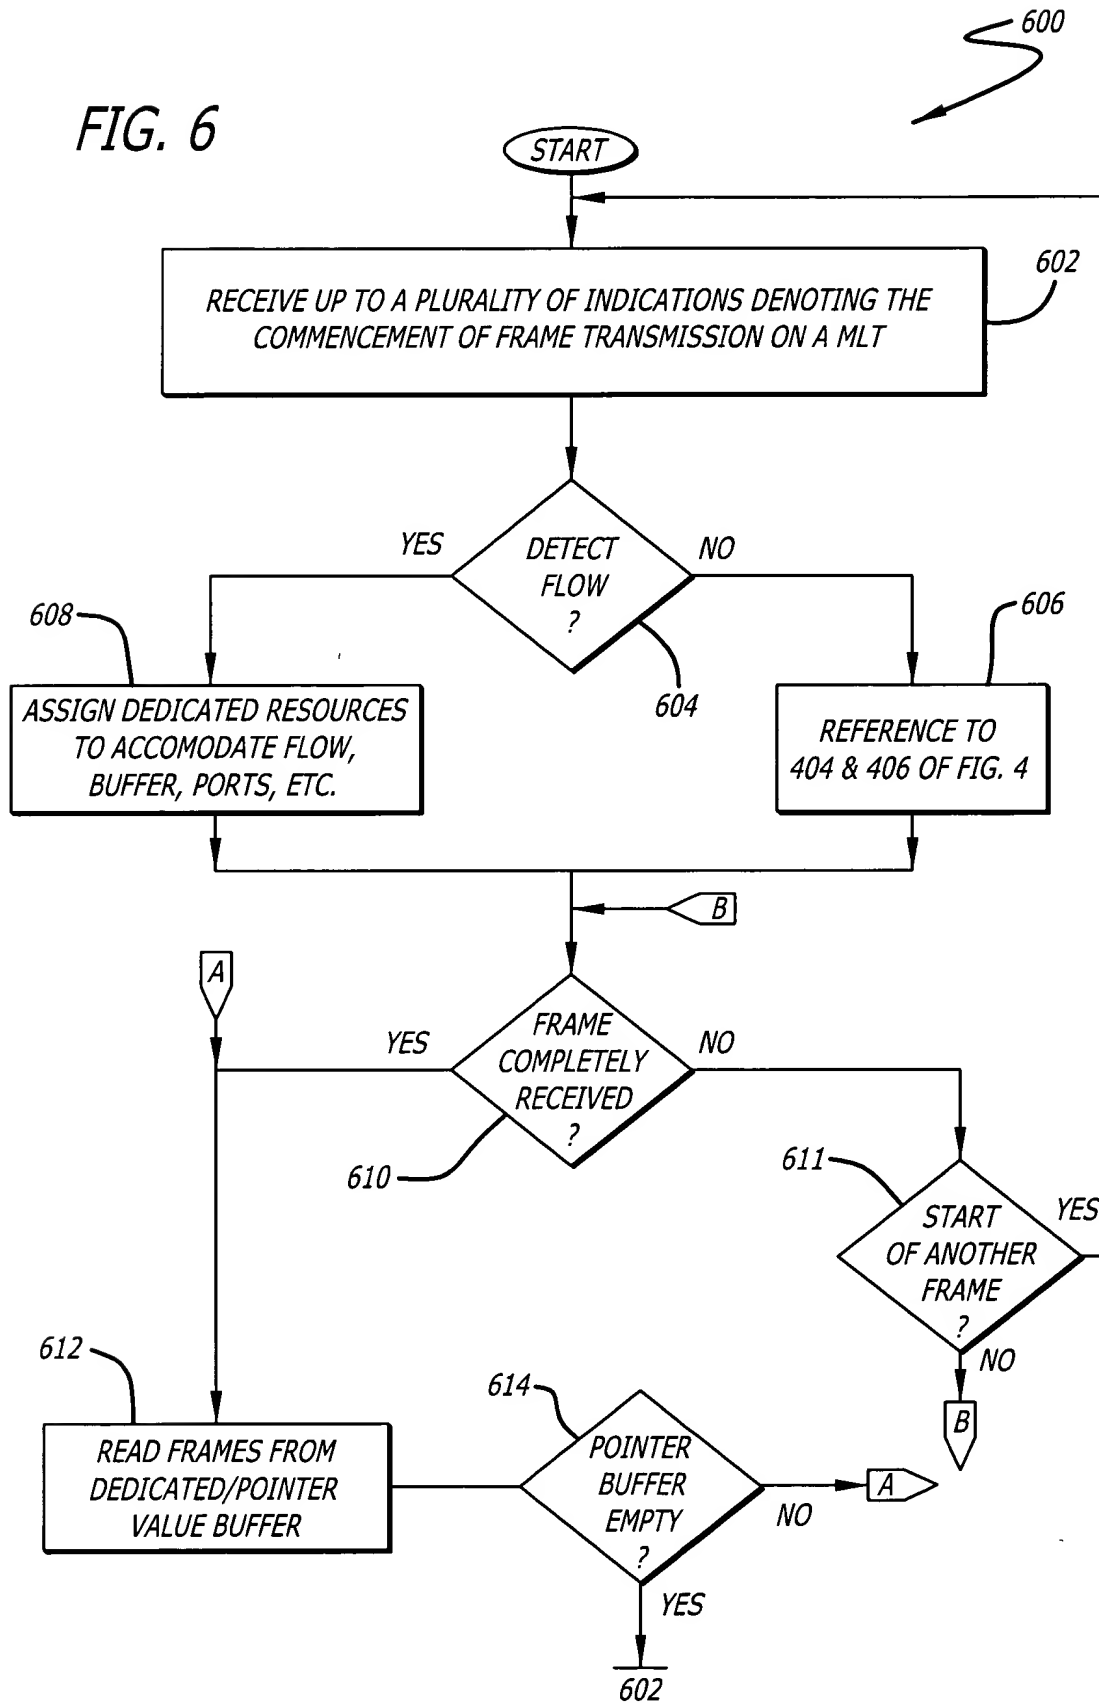 600
FIG. 6
START
602
RECEIVE UP TO A PLURALITY OF INDICATIONS DENOTING THE
COMMENCEMENT OF FRAME TRANSMISSION ON A MLT
YES
DETECT
FLOW
?
NO
604
608
606
ASSIGN DEDICATED RESOURCES
TO ACCOMODATE FLOW,
BUFFER, PORTS, ETC.
REFERENCE TO
404 & 406 OF FIG. 4
B
A
YES
FRAME
COMPLETELY
RECEIVED
?
NO
610
611
START
OF ANOTHER
FRAME
?
YES
NO
B
612
READ FRAMES FROM
DEDICATED/POINTER
VALUE BUFFER
614
POINTER
BUFFER
EMPTY
?
NO
A
YES
602